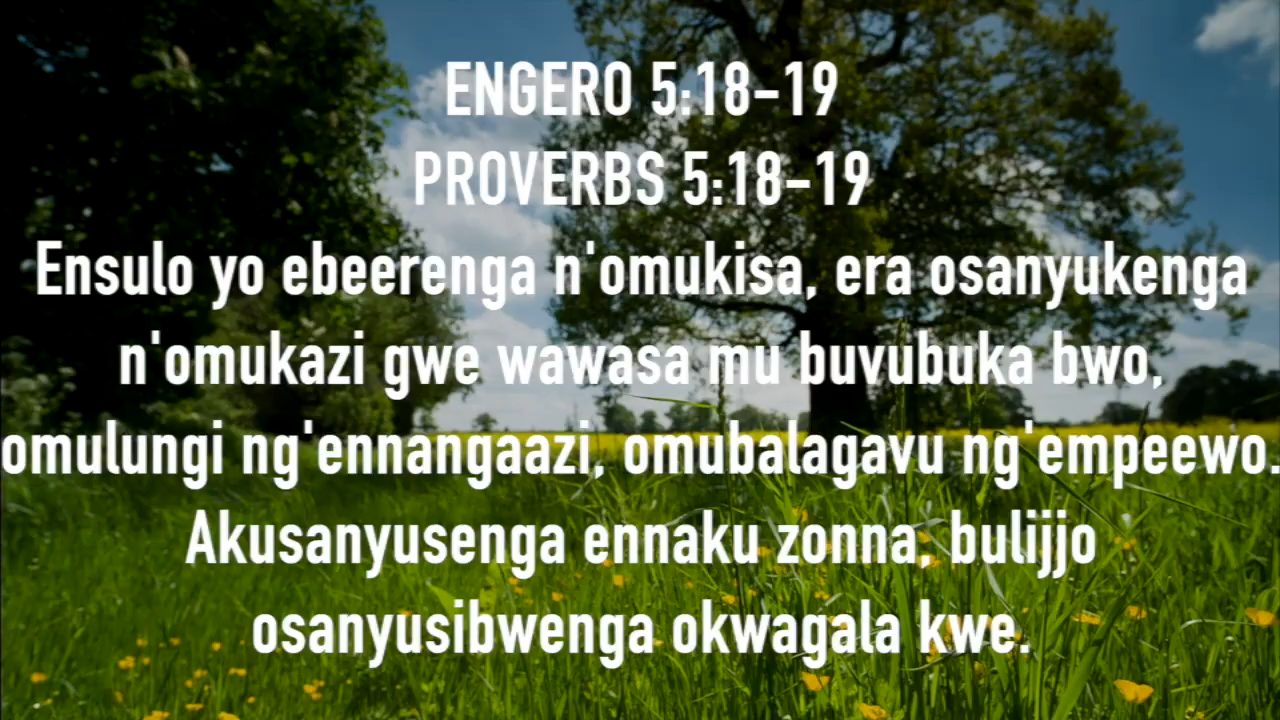 ENGERO 5:18-19
PROVERBS 5:18-19
Ensulo yo ebeerenga n'omukisa, era osanyukenga
n'omukazi gwe wawasa mu buvubuka bwo,
omulungi ng'ennangaazi, omubalagavu ng'empeewo.
Akusanyusenga ennaku zonna, bulijjo
osanyusibwenga okwagala kwe.